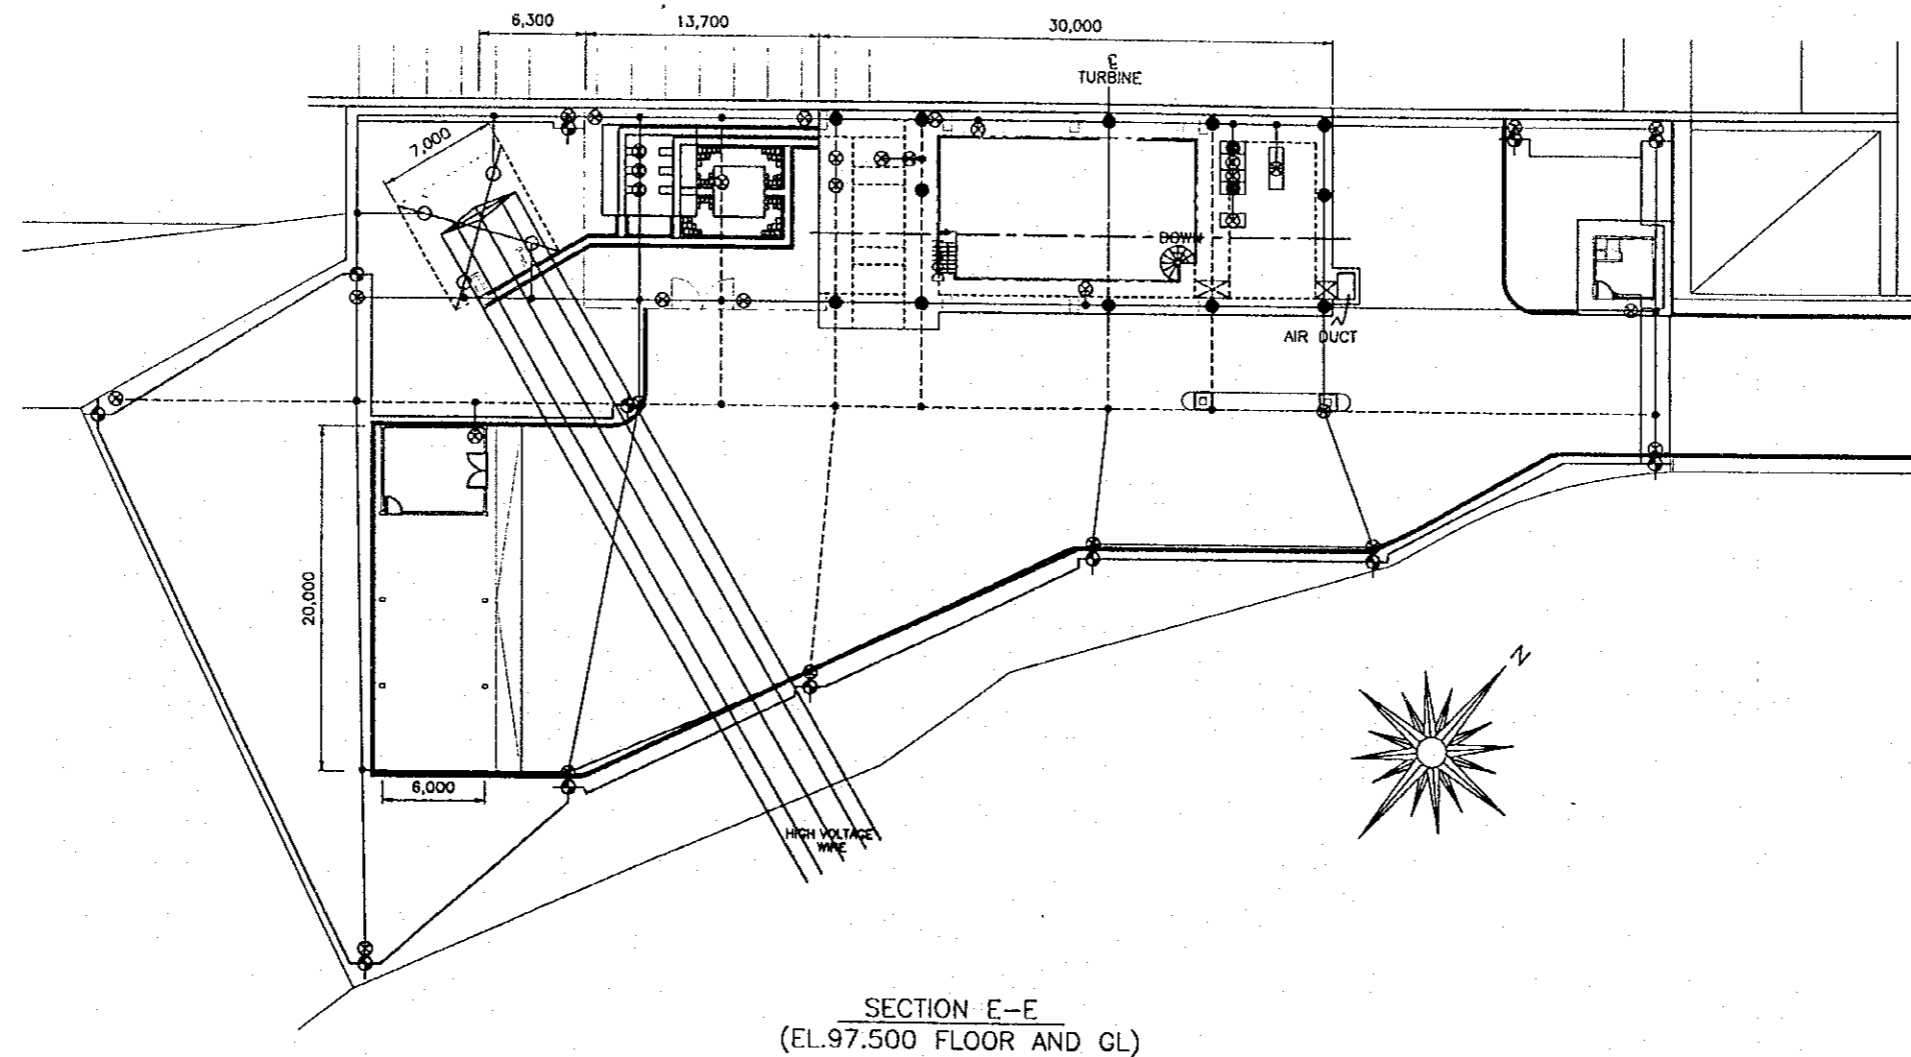 6,300
13,700
30,000
℄
TURBINE
7,000
DOWN
AIR DUCT
20,000
6,000
HIGH VOLTAGE
WIRE
N
SECTION E-E
(EL.97.500 FLOOR AND GL)